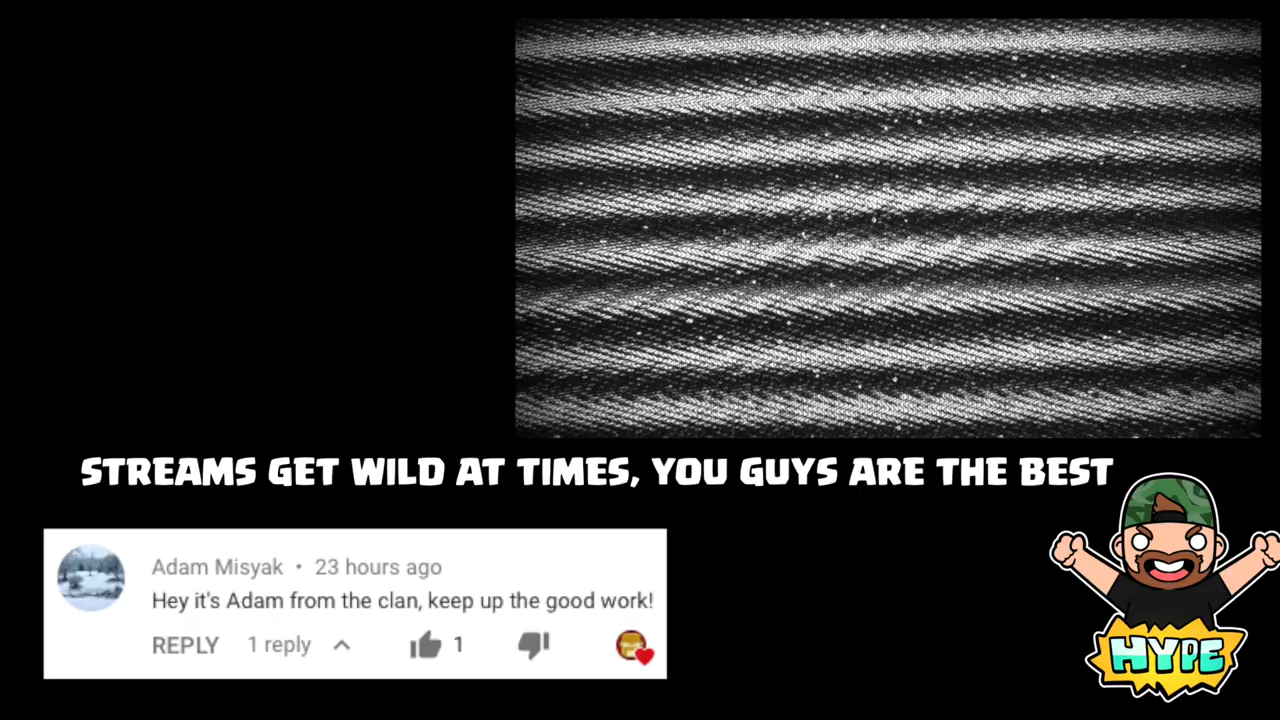 STREAMS GET WILD AT TIMES, YOU GUYS ARE THE BEST
Adam Misyak • 23 hours ago
Hey it's Adam from the clan, keep up the good work!
REPLY 1 reply 1
HYPE